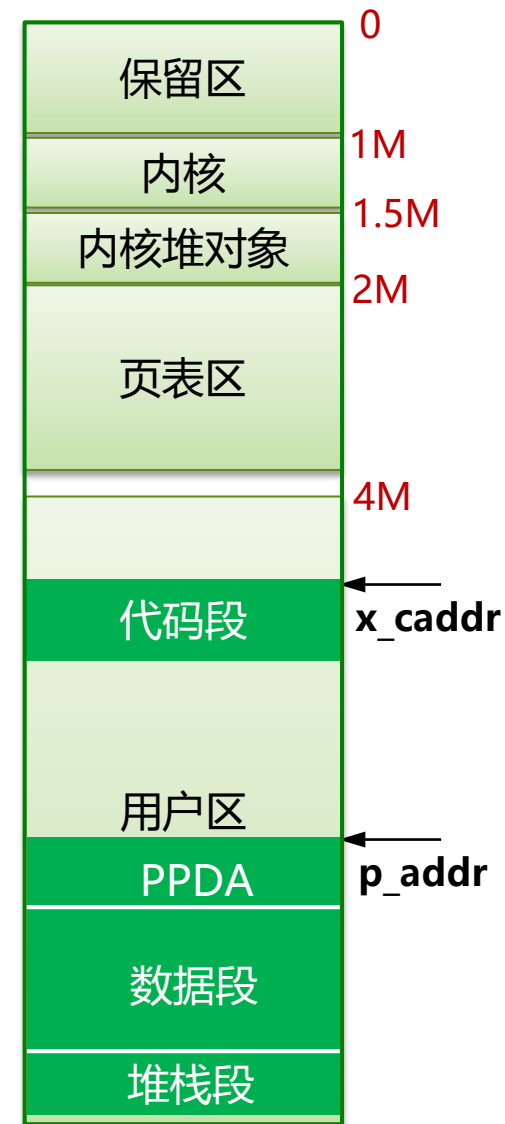 0
保留区
1M
内核
1.5M
内核堆对象
2M
页表区
4M
代码段
x_caddr
用户区
PPDA
p_addr
数据段
堆栈段